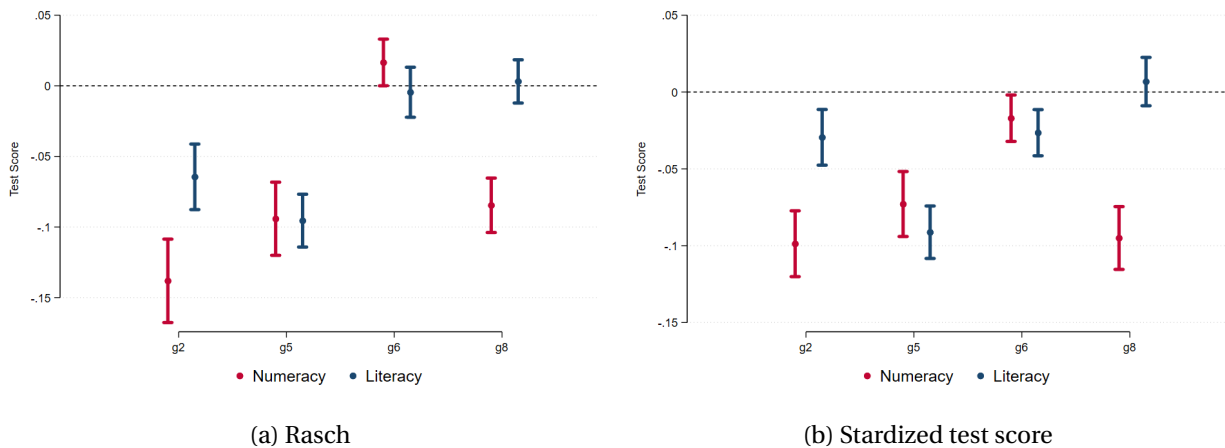 .05
0
-.05
-.1
-.15
Test Score
g2 g5 g6 g8
Numeracy Literacy
(a) Rasch
.05
0
-.05
-.1
-.15
Test Score
g2 g5 g6 g8
Numeracy Literacy
(b) Stardized test score